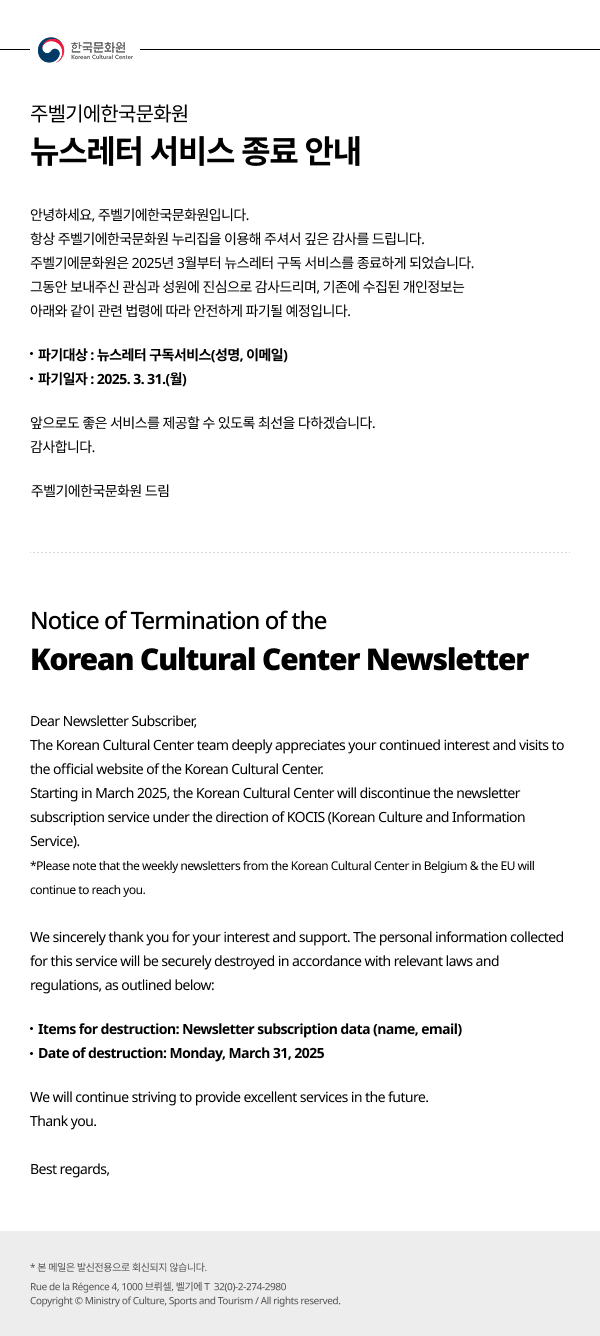 한국문화원
Korean Cultural Center
주벨기에한국문화원
뉴스레터 서비스 종료 안내
안녕하세요, 주벨기에한국문화원입니다.
항상 주벨기에한국문화원 누리집을 이용해 주셔서 깊은 감사를 드립니다.
주벨기에문화원은 2025년 3월부터 뉴스레터 구독 서비스를 종료하게 되었습니다.
그동안 보내주신 관심과 성원에 진심으로 감사드리며, 기존에 수집된 개인정보는
아래와 같이 관련 법령에 따라 안전하게 파기될 예정입니다.
• 파기대상 : 뉴스레터 구독서비스(성명, 이메일)
• 파기일자 : 2025. 3. 31.(월)
앞으로도 좋은 서비스를 제공할 수 있도록 최선을 다하겠습니다.
감사합니다.
주벨기에한국문화원 드림
Notice of Termination of the
Korean Cultural Center Newsletter
Dear Newsletter Subscriber,
The Korean Cultural Center team deeply appreciates your continued interest and visits to
the official website of the Korean Cultural Center.
Starting in March 2025, the Korean Cultural Center will discontinue the newsletter
subscription service under the direction of KOCIS (Korean Culture and Information
Service).
*Please note that the weekly newsletters from the Korean Cultural Center in Belgium & the EU will
continue to reach you.
We sincerely thank you for your interest and support. The personal information collected
for this service will be securely destroyed in accordance with relevant laws and
regulations, as outlined below:
• Items for destruction: Newsletter subscription data (name, email)
• Date of destruction: Monday, March 31, 2025
We will continue striving to provide excellent services in the future.
Thank you.
Best regards,
* 본 메일은 발신전용으로 회신되지 않습니다.
Rue de la Régence 4, 1000 브뤼셀, 벨기에 T 32(0)-2-274-2980
Copyright © Ministry of Culture, Sports and Tourism / All rights reserved.